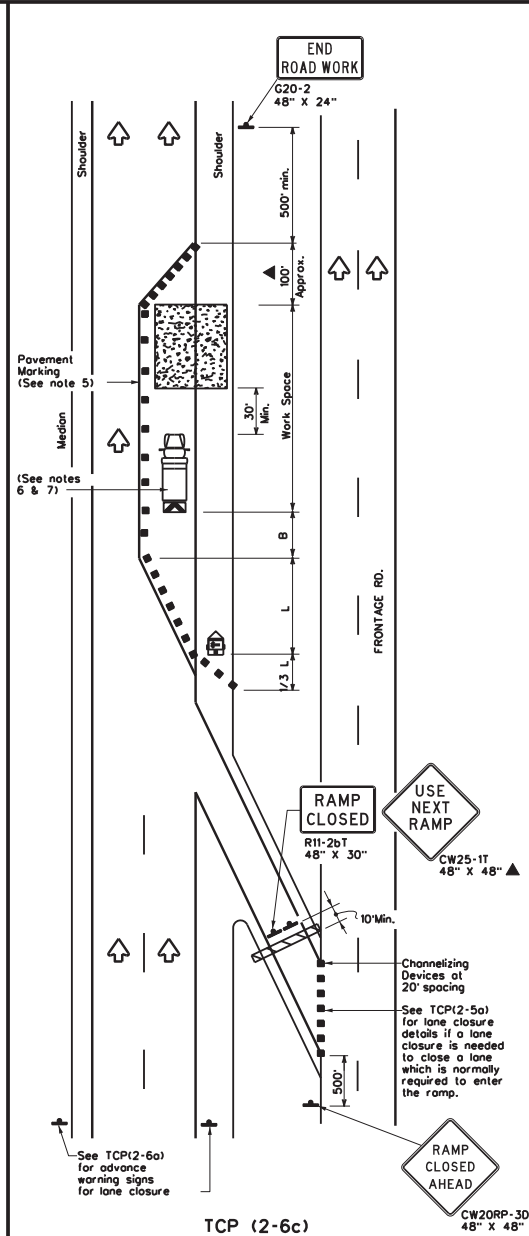 END
ROAD WORK
G20-2
48" X 24"
Shoulder
Shoulder
500' min.
100'
Approx.
Pavement
Marking
(See note 5)
30'
Min.
Work Space
Median
(See notes
6 & 7)
B
L
FRONTAGE RD.
1/3 L
RAMP
CLOSED
R11-2bT
48" X 30"
USE
NEXT
RAMP
CW25-1T
48" X 48"
10'Min.
Channelizing
Devices at
20' spacing
See TCP(2-5a)
for lane closure
details if a lane
closure is needed
to close a lane
which is normally
required to enter
the ramp.
500'
See TCP(2-6a)
for advance
warning signs
for lane closure
RAMP
CLOSED
AHEAD
CW20RP-3D
48" X 48"
TCP (2-6c)